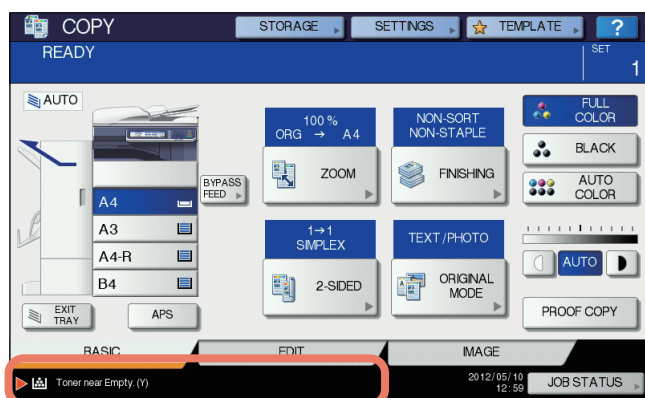 COPY
STORAGE
SETTINGS
TEMPLATE
?
READY
SET
1
AUTO
100 %
ORG → A4
NON-SORT
NON-STAPLE
FULL
COLOR
ZOOM
FINISHING
BLACK
BYPASS
FEED
AUTO
COLOR
A4
A3
A4-R
B4
1→1
SIMPLEX
TEXT/PHOTO
2-SIDED
ORIGINAL
MODE
AUTO
EXIT
TRAY
APS
PROOF COPY
BASIC
EDIT
IMAGE
Toner near Empty. (Y)
2012/05/10
12:59
JOB STATUS